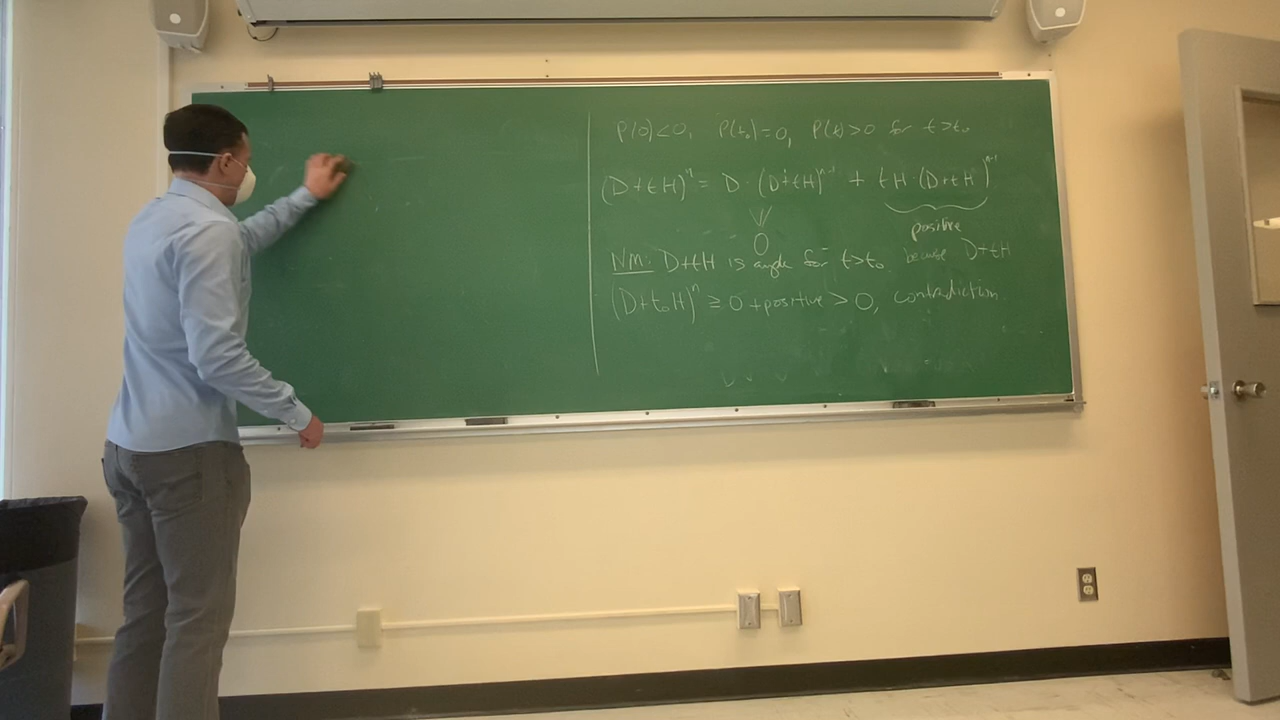 P(0)<0, P(t₀)=0, P(t)>0 for t>t₀
(D+tH)ⁿ = D·(D+tH)ⁿ⁻¹ + tH·(D+tH)ⁿ⁻¹
≥ 0
positive
because D+tH
NM: D+tH is ample for t>t₀
(D+t₀H)ⁿ ≥ 0 + positive > 0, contradiction.